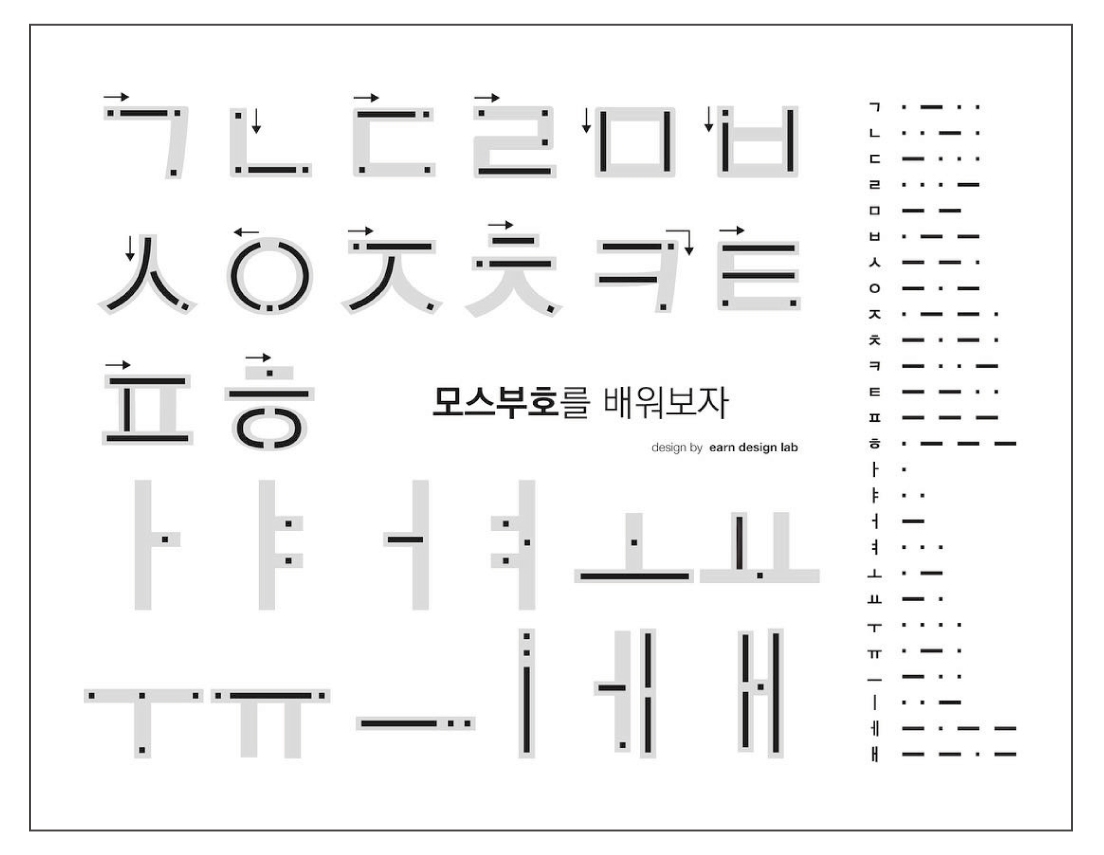 ㄱ ㄴ ㄷ ㄹ ㅁ ㅂ
ㅅ ㅇ ㅈ ㅊ ㅋ ㅌ
ㅍ ㅎ
모스부호를 배워보자
design by earn design lab
ㅏ ㅑ ㅓ ㅕ ㅗ ㅛ
ㅜ ㅠ ㅡ ㅣ ㅔ ㅐ
ㄱ · — · ·
ㄴ · · — ·
ㄷ — · · ·
ㄹ · · · —
ㅁ — —
ㅂ · — —
ㅅ — — ·
ㅇ — · —
ㅈ · — — ·
ㅊ — · — ·
ㅋ — · · —
ㅌ — — · ·
ㅍ — — —
ㅎ · — — —
ㅏ ·
ㅑ · ·
ㅓ —
ㅕ · · ·
ㅗ · —
ㅛ — ·
ㅜ · · · ·
ㅠ · — ·
ㅡ — · ·
ㅣ · · —
ㅔ — · — —
ㅐ — — · —